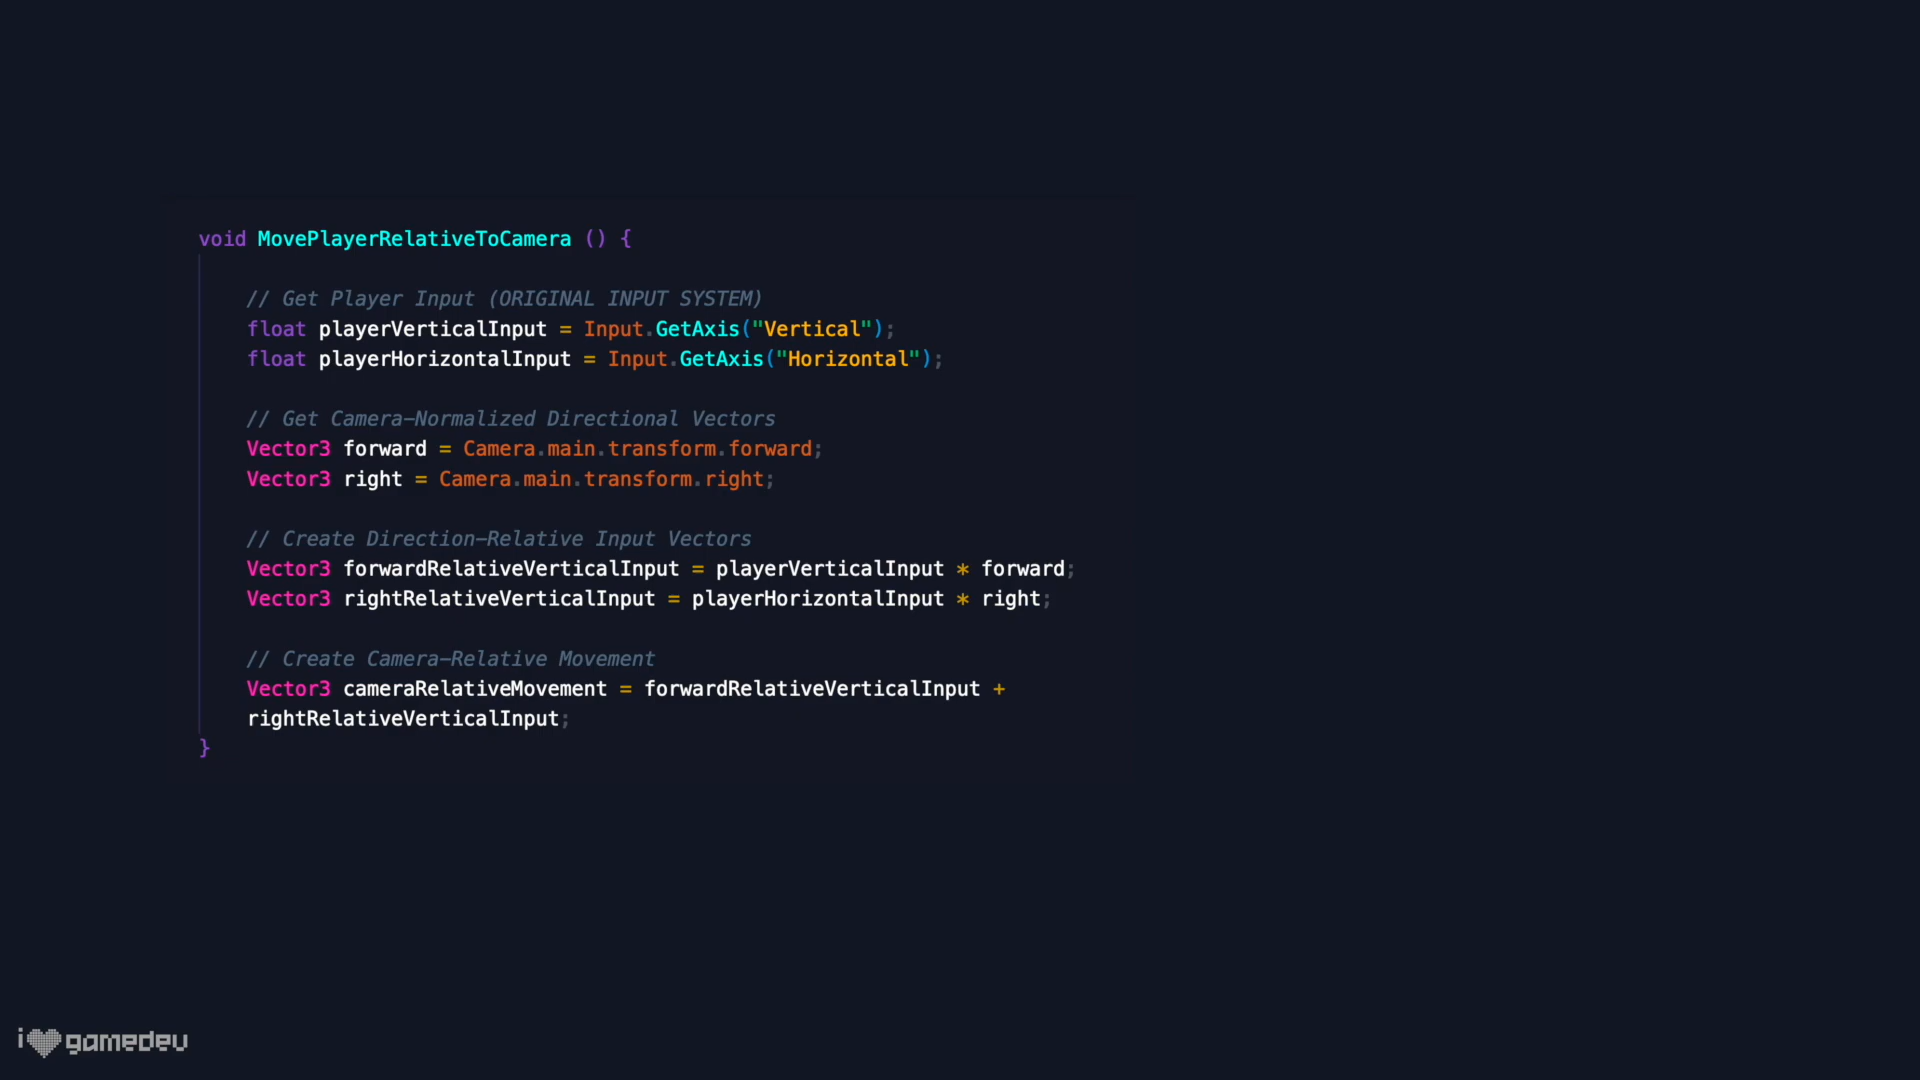 void MovePlayerRelativeToCamera () {
// Get Player Input (ORIGINAL INPUT SYSTEM)
float playerVerticalInput = Input.GetAxis("Vertical");
float playerHorizontalInput = Input.GetAxis("Horizontal");
// Get Camera-Normalized Directional Vectors
Vector3 forward = Camera.main.transform.forward;
Vector3 right = Camera.main.transform.right;
// Create Direction-Relative Input Vectors
Vector3 forwardRelativeVerticalInput = playerVerticalInput * forward;
Vector3 rightRelativeVerticalInput = playerHorizontalInput * right;
// Create Camera-Relative Movement
Vector3 cameraRelativeMovement = forwardRelativeVerticalInput +
rightRelativeVerticalInput;
}
i gamedev